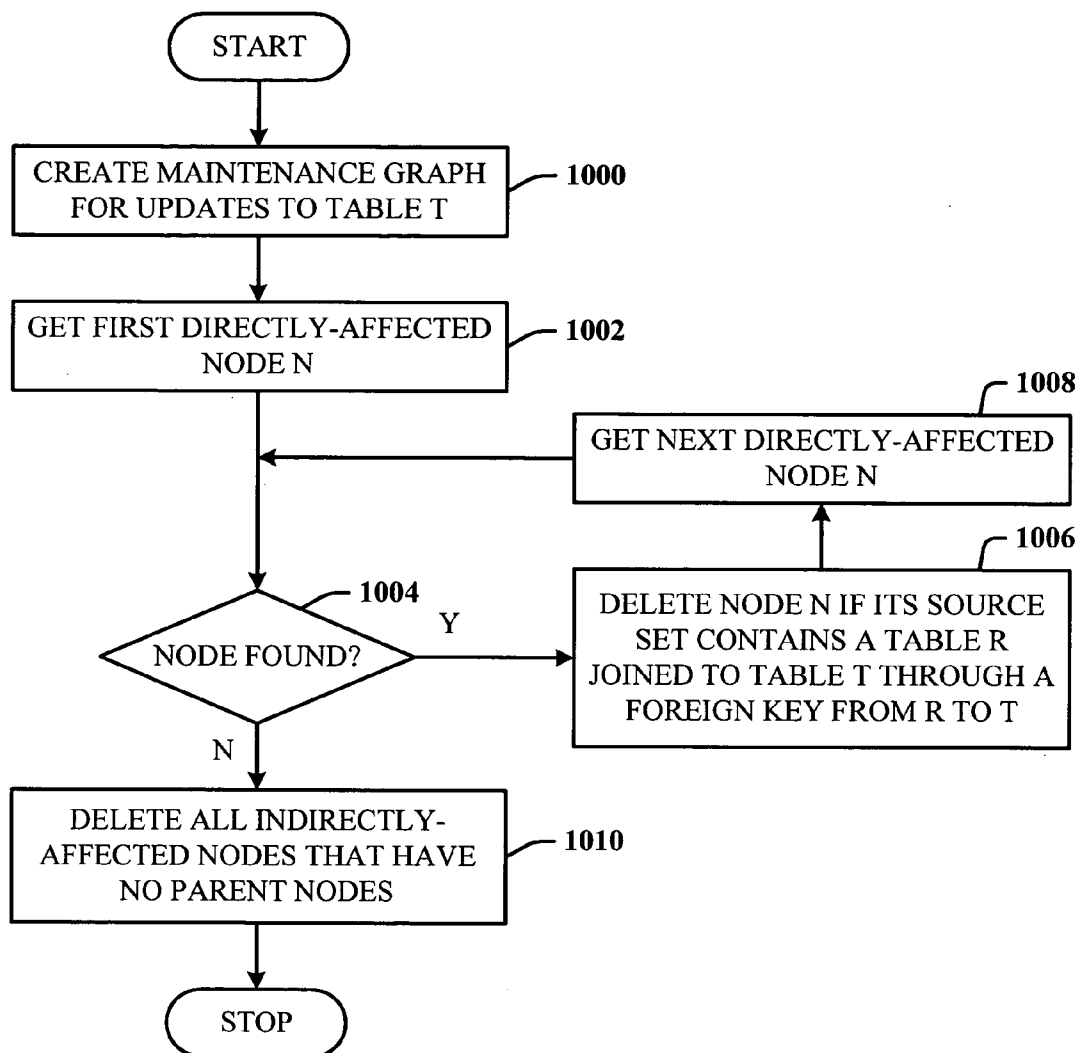 START
CREATE MAINTENANCE GRAPH
FOR UPDATES TO TABLE T
1000
GET FIRST DIRECTLY-AFFECTED
NODE N
1002
1008
GET NEXT DIRECTLY-AFFECTED
NODE N
1006
DELETE NODE N IF ITS SOURCE
SET CONTAINS A TABLE R
JOINED TO TABLE T THROUGH A
FOREIGN KEY FROM R TO T
1004
NODE FOUND?
Y
N
DELETE ALL INDIRECTLY-
AFFECTED NODES THAT HAVE
NO PARENT NODES
1010
STOP